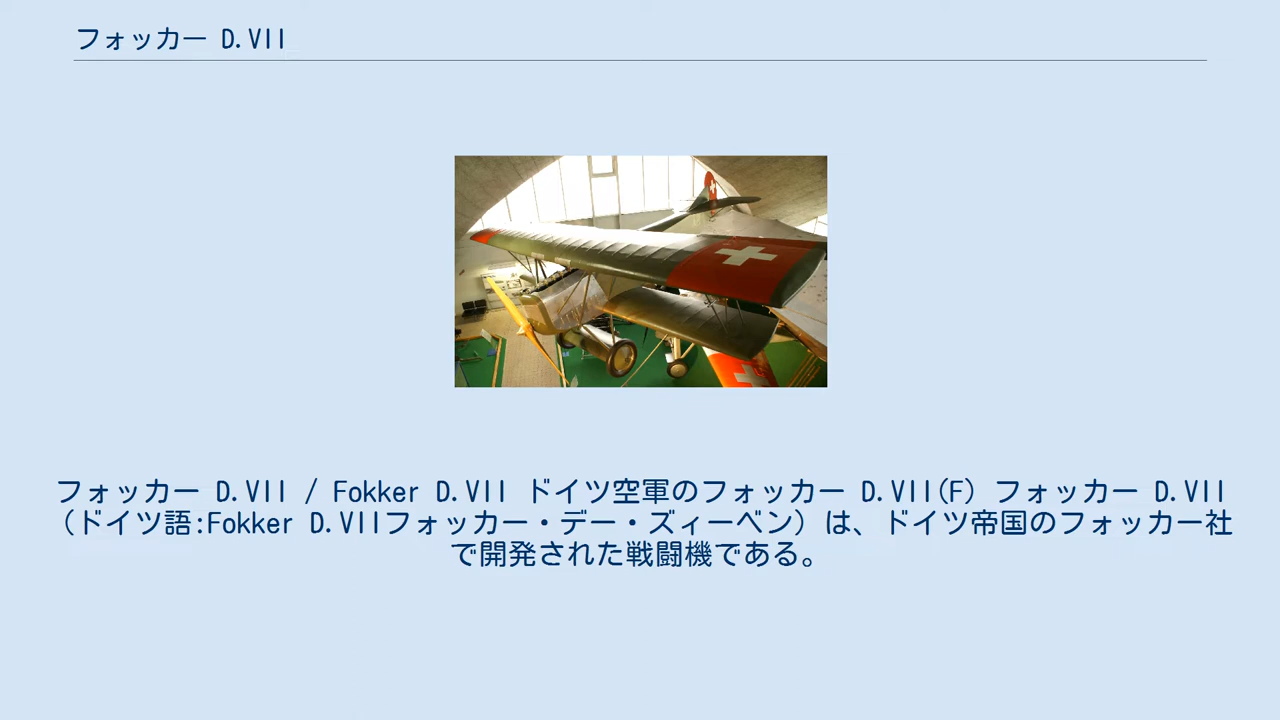 フォッカー D.VII
フォッカー D.VII / Fokker D.VII ドイツ空軍のフォッカー D.VII(F) フォッカー D.VII
（ドイツ語:Fokker D.VIIフォッカー・デー・ズィーベン）は、ドイツ帝国のフォッカー社
で開発された戦闘機である。